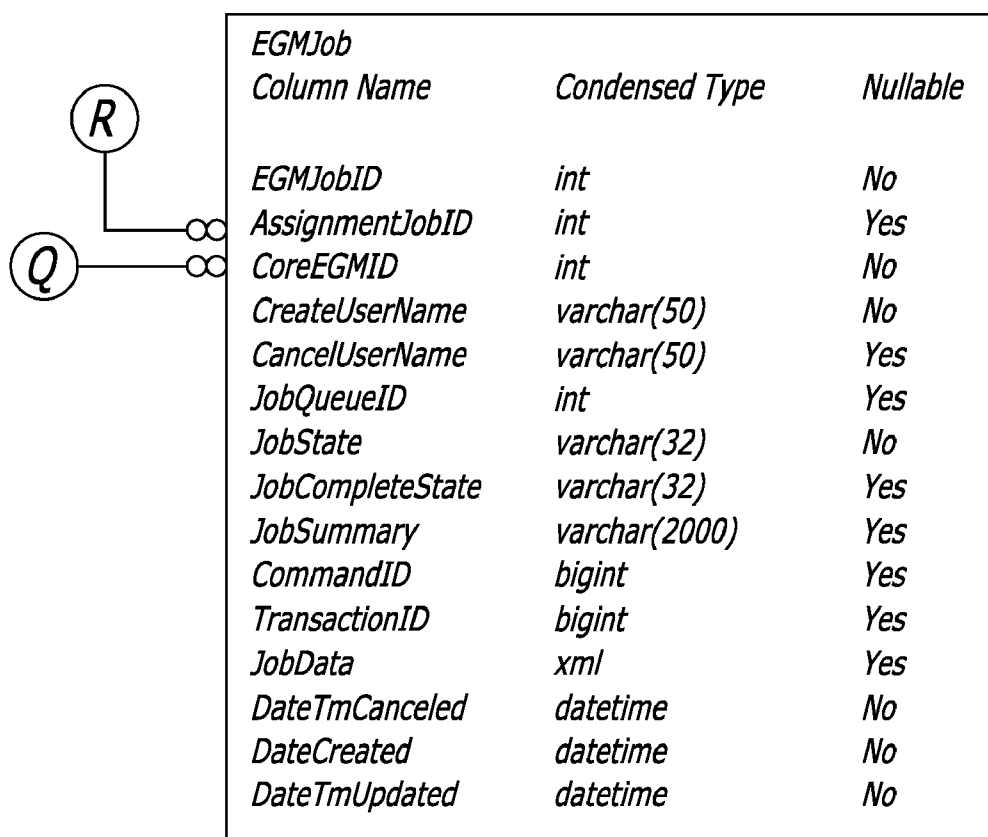 EGMJob
Column Name Condensed Type Nullable
R
EGMJobID int No
AssignmentJobID int Yes
Q
CoreEGMID int No
CreateUserName varchar(50) No
CancelUserName varchar(50) Yes
JobQueueID int Yes
JobState varchar(32) No
JobCompleteState varchar(32) Yes
JobSummary varchar(2000) Yes
CommandID bigint Yes
TransactionID bigint Yes
JobData xml Yes
DateTmCanceled datetime No
DateCreated datetime No
DateTmUpdated datetime No